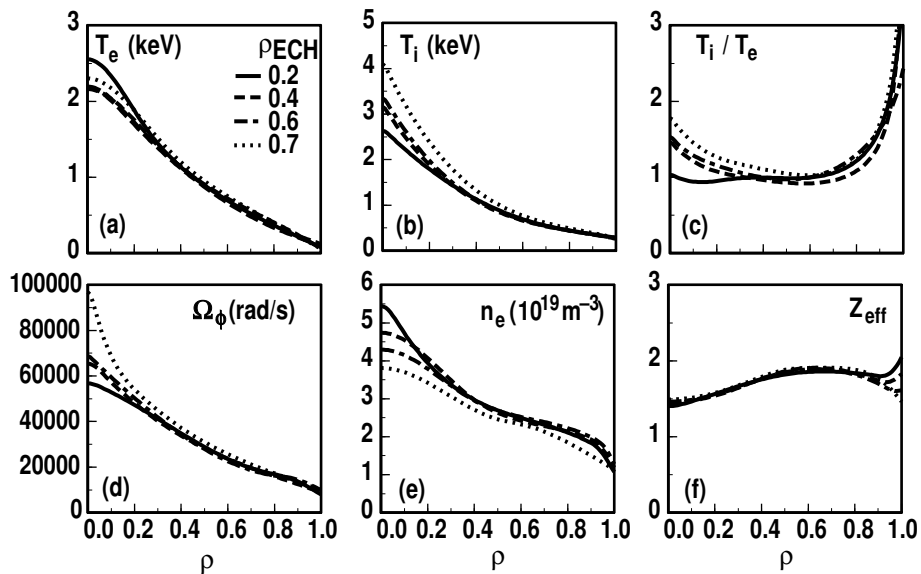 3
2
1
0
T_e (keV)
ρ_ECH
0.2
0.4
0.6
0.7
(a)
5
4
3
2
1
0
T_i (keV)
(b)
3
2
1
0
T_i / T_e
(c)
100000
80000
60000
40000
20000
0
Ω_ϕ (rad/s)
(d)
0.0 0.2 0.4 0.6 0.8 1.0
ρ
6
5
4
3
2
1
0
n_e (10^19 m^−3)
(e)
0.0 0.2 0.4 0.6 0.8 1.0
ρ
3
2
1
0
Z_eff
(f)
0.0 0.2 0.4 0.6 0.8 1.0
ρ